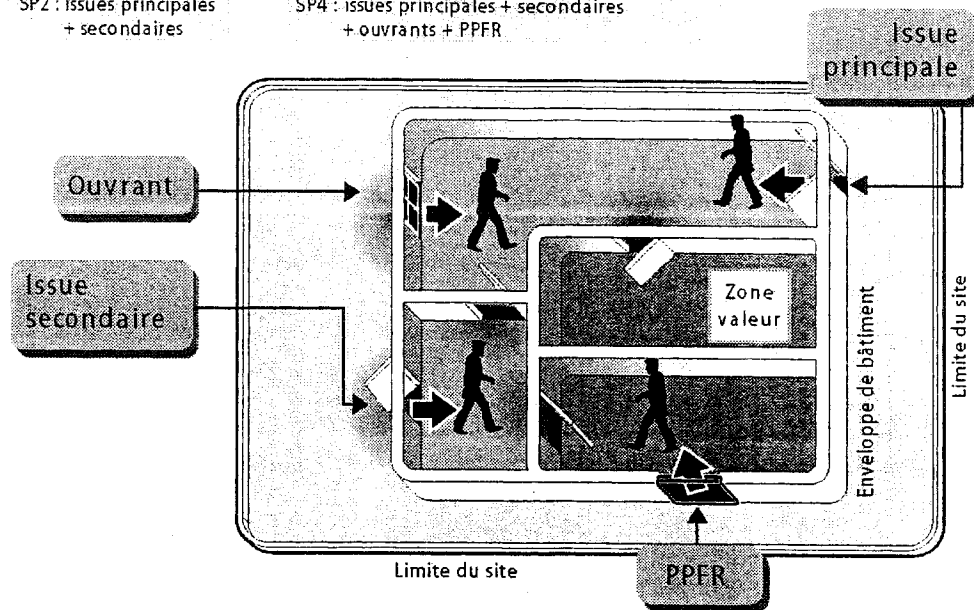 SP2 : issues principales
+ secondaires
SP4 : issues principales + secondaires
+ ouvrants + PPFR
Issue
principale
Ouvrant
Issue
secondaire
Zone
valeur
Enveloppe de bâtiment
Limite du site
Limite du site
PPFR